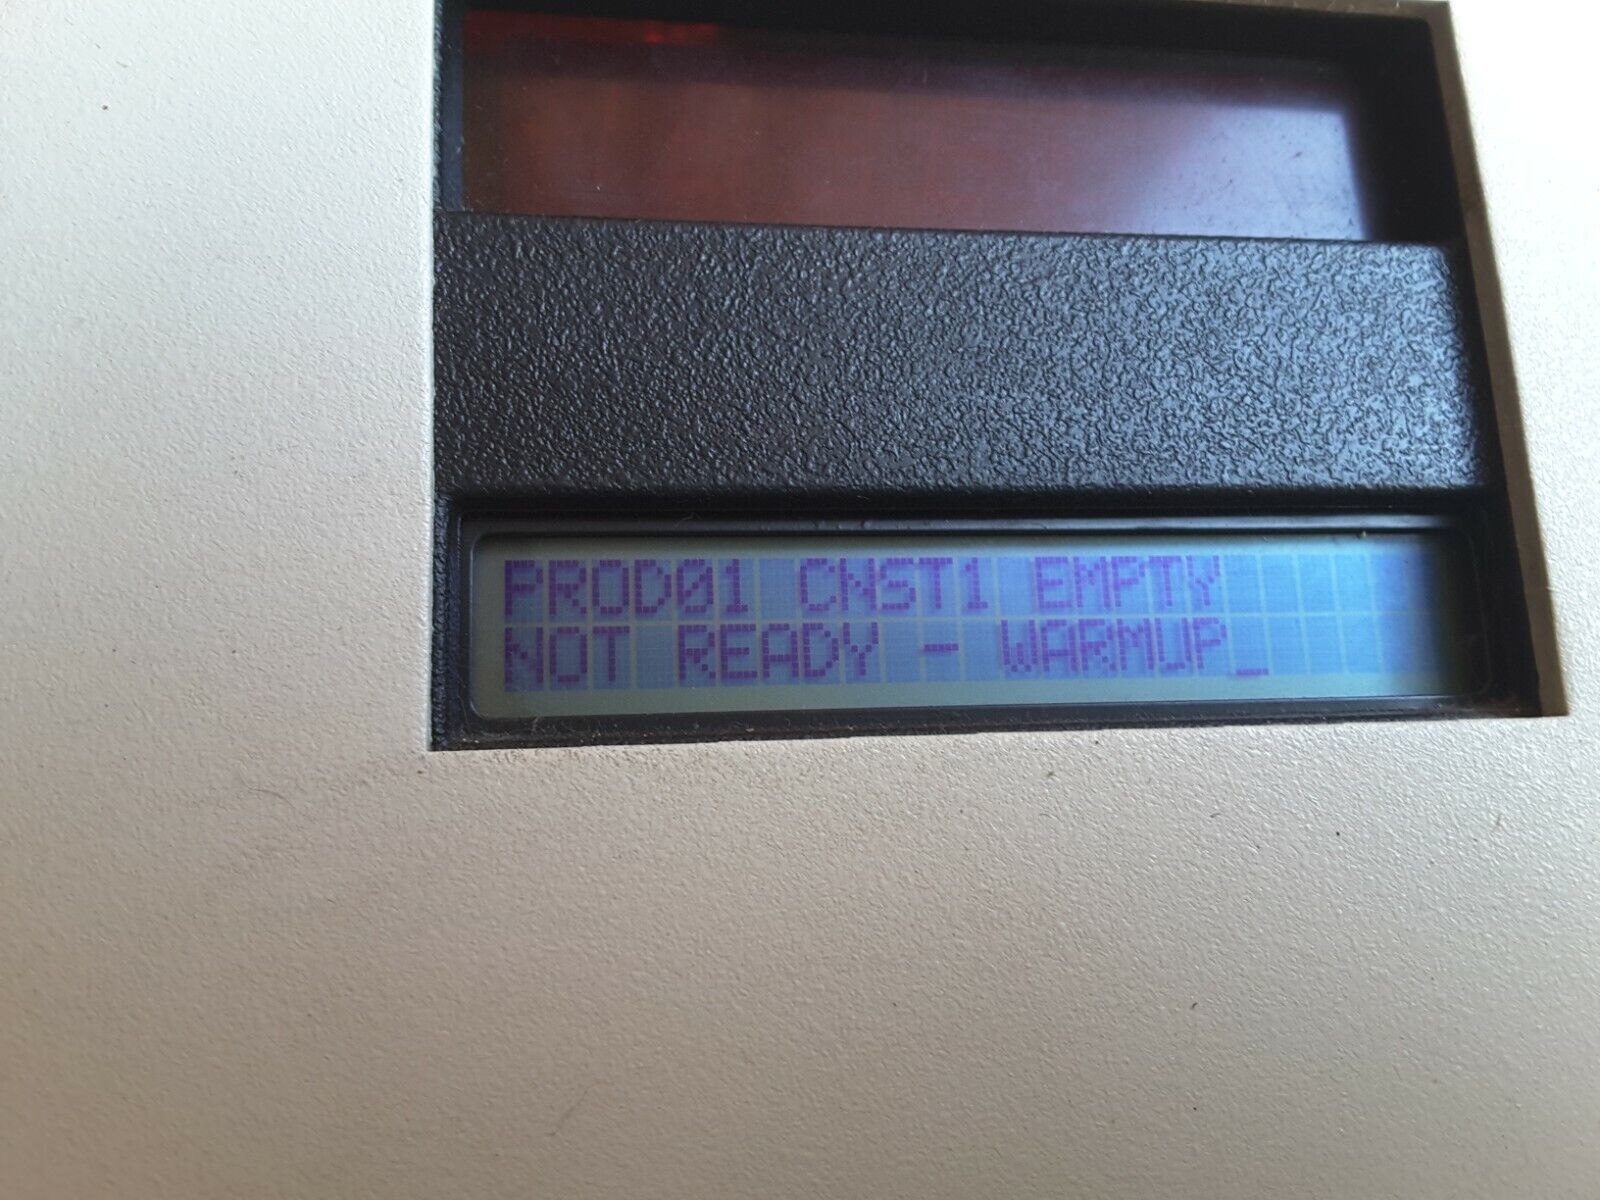 PROD01 CNST1 EMPTY
NOT READY - WARMUP_